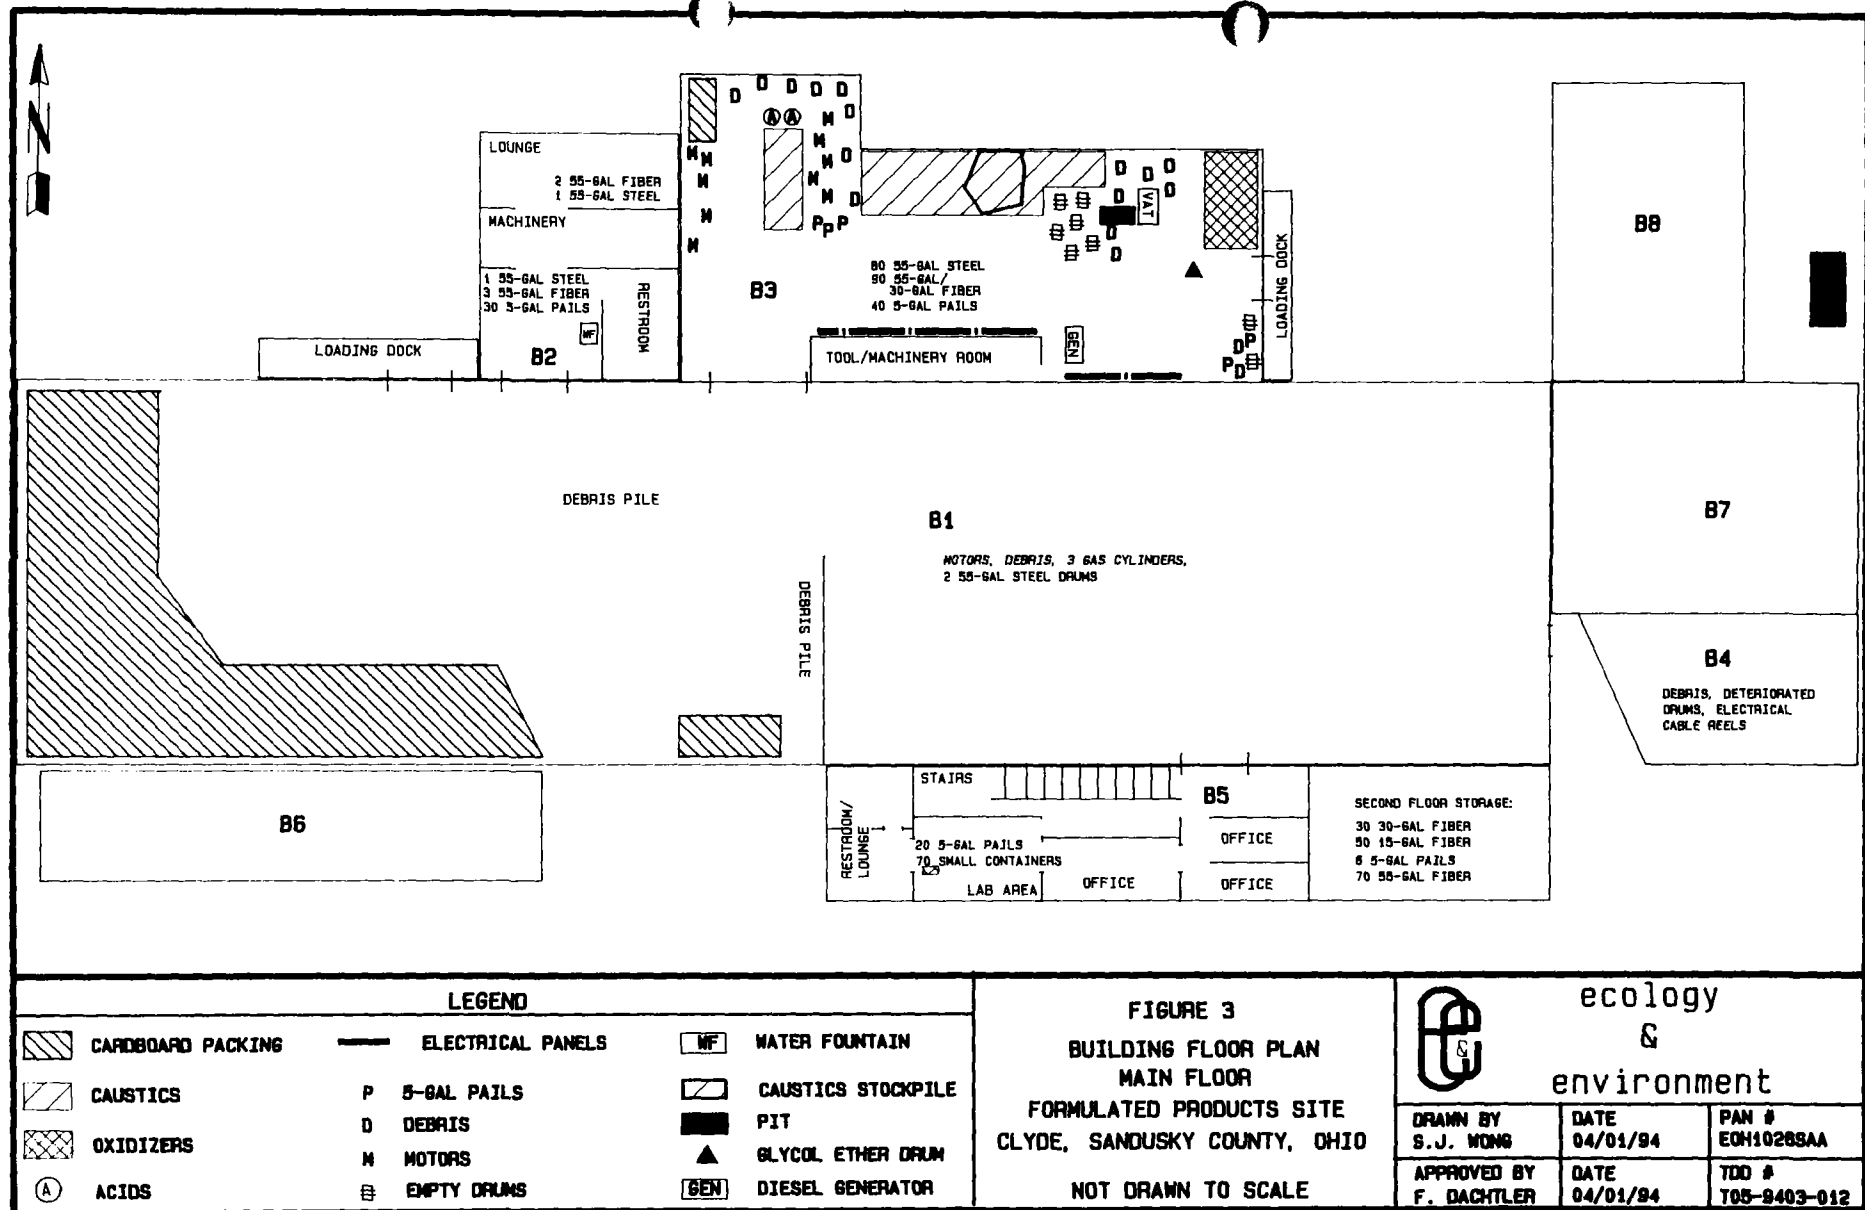 N
LOUNGE
2 55-GAL FIBER
1 55-GAL STEEL
MACHINERY
1 55-GAL STEEL
3 55-GAL FIBER
30 5-GAL PAILS
RESTROOM
WF
B2
LOADING DOCK
D D D D D
D
A A
M
M
M D
M
M D
P P P
M M
M
M
M
B3
80 55-GAL STEEL
90 55-GAL/
30-GAL FIBER
40 5-GAL PAILS
TOOL/MACHINERY ROOM
D D D
D D
VAT
D
D
GEN
D P
P D
LOADING DOCK
B8
DEBRIS PILE
B1
MOTORS, DEBRIS, 3 GAS CYLINDERS,
2 55-GAL STEEL DRUMS
DEBRIS PILE
B7
B4
DEBRIS, DETERIORATED
DRUMS, ELECTRICAL
CABLE REELS
B6
RESTROOM/
LOUNGE
STAIRS
B5
20 5-GAL PAILS
70 SMALL CONTAINERS
LAB AREA
OFFICE
OFFICE
OFFICE
SECOND FLOOR STORAGE:
30 30-GAL FIBER
50 15-GAL FIBER
6 5-GAL PAILS
70 55-GAL FIBER
LEGEND
CARDBOARD PACKING
CAUSTICS
OXIDIZERS
A ACIDS
ELECTRICAL PANELS
P 5-GAL PAILS
D DEBRIS
M MOTORS
EMPTY DRUMS
WF WATER FOUNTAIN
CAUSTICS STOCKPILE
PIT
GLYCOL ETHER DRUM
GEN DIESEL GENERATOR
FIGURE 3
BUILDING FLOOR PLAN
MAIN FLOOR
FORMULATED PRODUCTS SITE
CLYDE, SANDUSKY COUNTY, OHIO
NOT DRAWN TO SCALE
ecology
&
environment
DRAWN BY
S.J. WONG
DATE
04/01/94
PAN #
EOH1026SAA
APPROVED BY
F. DACHTLER
DATE
04/01/94
TDD #
T05-9403-012